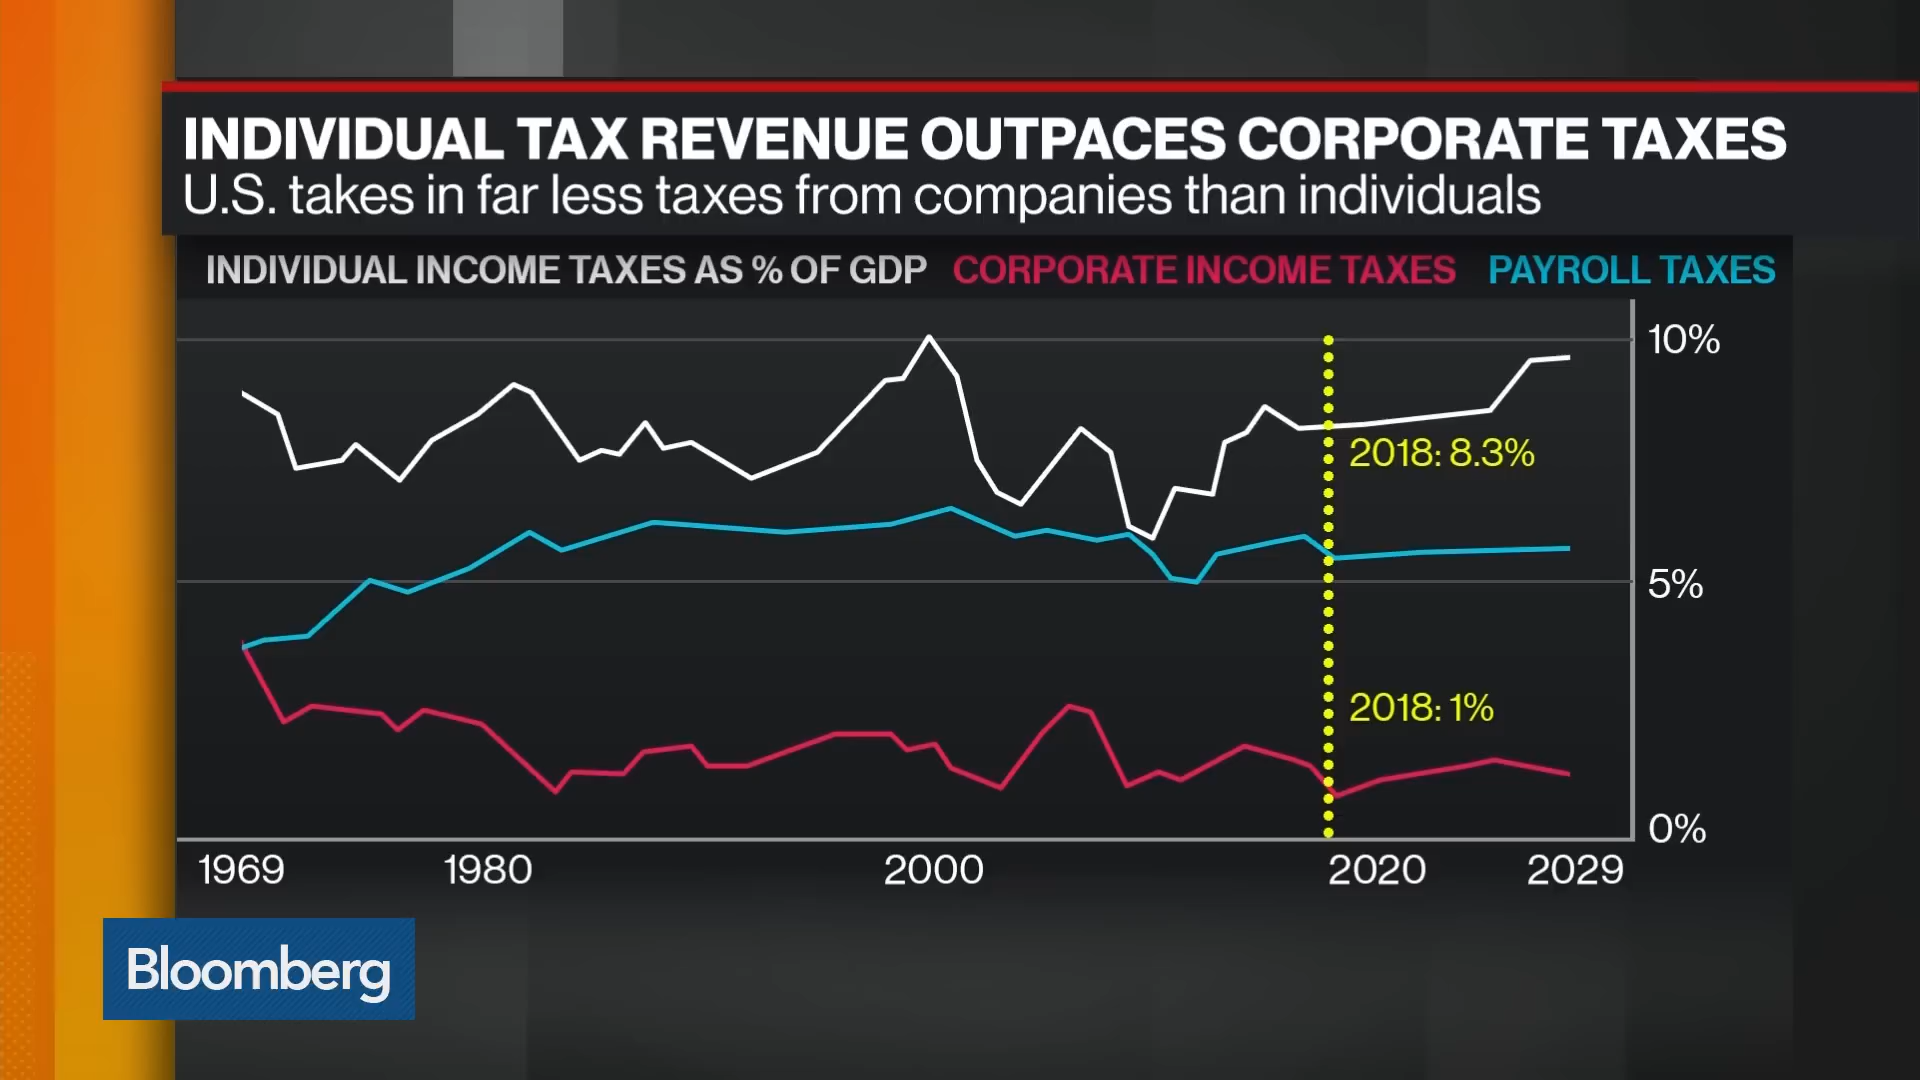 INDIVIDUAL TAX REVENUE OUTPACES CORPORATE TAXES
U.S. takes in far less taxes from companies than individuals
INDIVIDUAL INCOME TAXES AS % OF GDP CORPORATE INCOME TAXES PAYROLL TAXES
10%
2018: 8.3%
5%
2018: 1%
0%
1969 1980 2000 2020 2029
Bloomberg